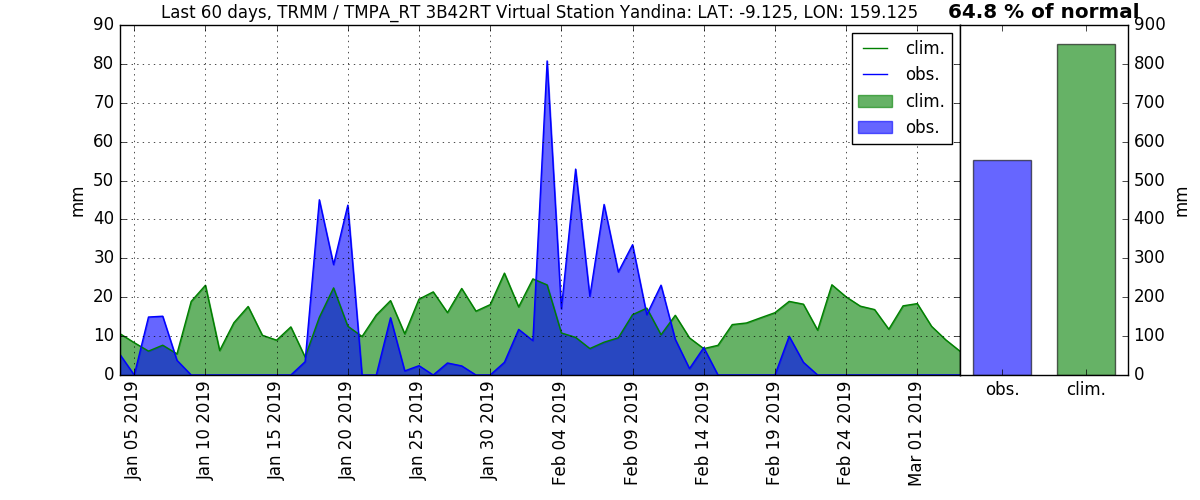 Last 60 days, TRMM / TMPA_RT 3B42RT Virtual Station Yandina: LAT: -9.125, LON: 159.125
64.8 % of normal
90
80
70
60
50
40
30
20
10
0
mm
clim.
obs.
clim.
obs.
Jan 05 2019
Jan 10 2019
Jan 15 2019
Jan 20 2019
Jan 25 2019
Jan 30 2019
Feb 04 2019
Feb 09 2019
Feb 14 2019
Feb 19 2019
Feb 24 2019
Mar 01 2019
900
800
700
600
500
400
300
200
100
0
mm
obs.
clim.